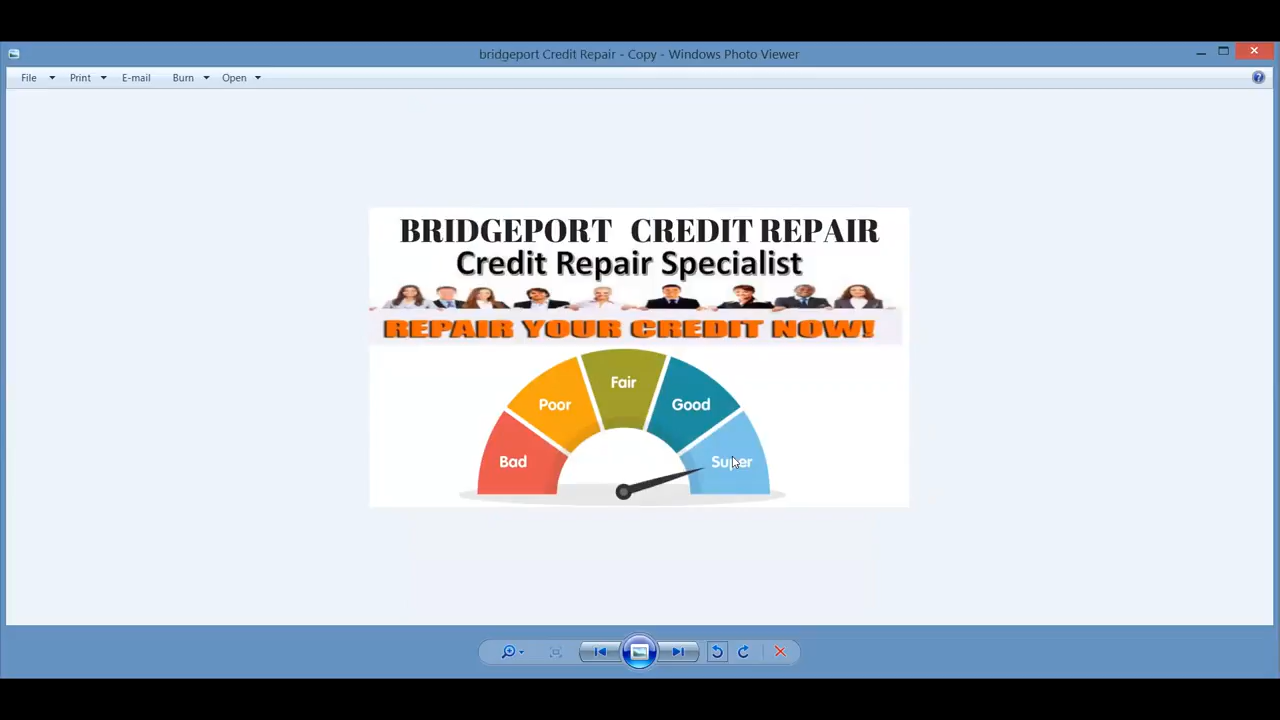 bridgeport Credit Repair - Copy - Windows Photo Viewer
File Print E-mail Burn Open
?
BRIDGEPORT CREDIT REPAIR
Credit Repair Specialist
REPAIR YOUR CREDIT NOW!
Fair
Poor
Good
Bad
Super